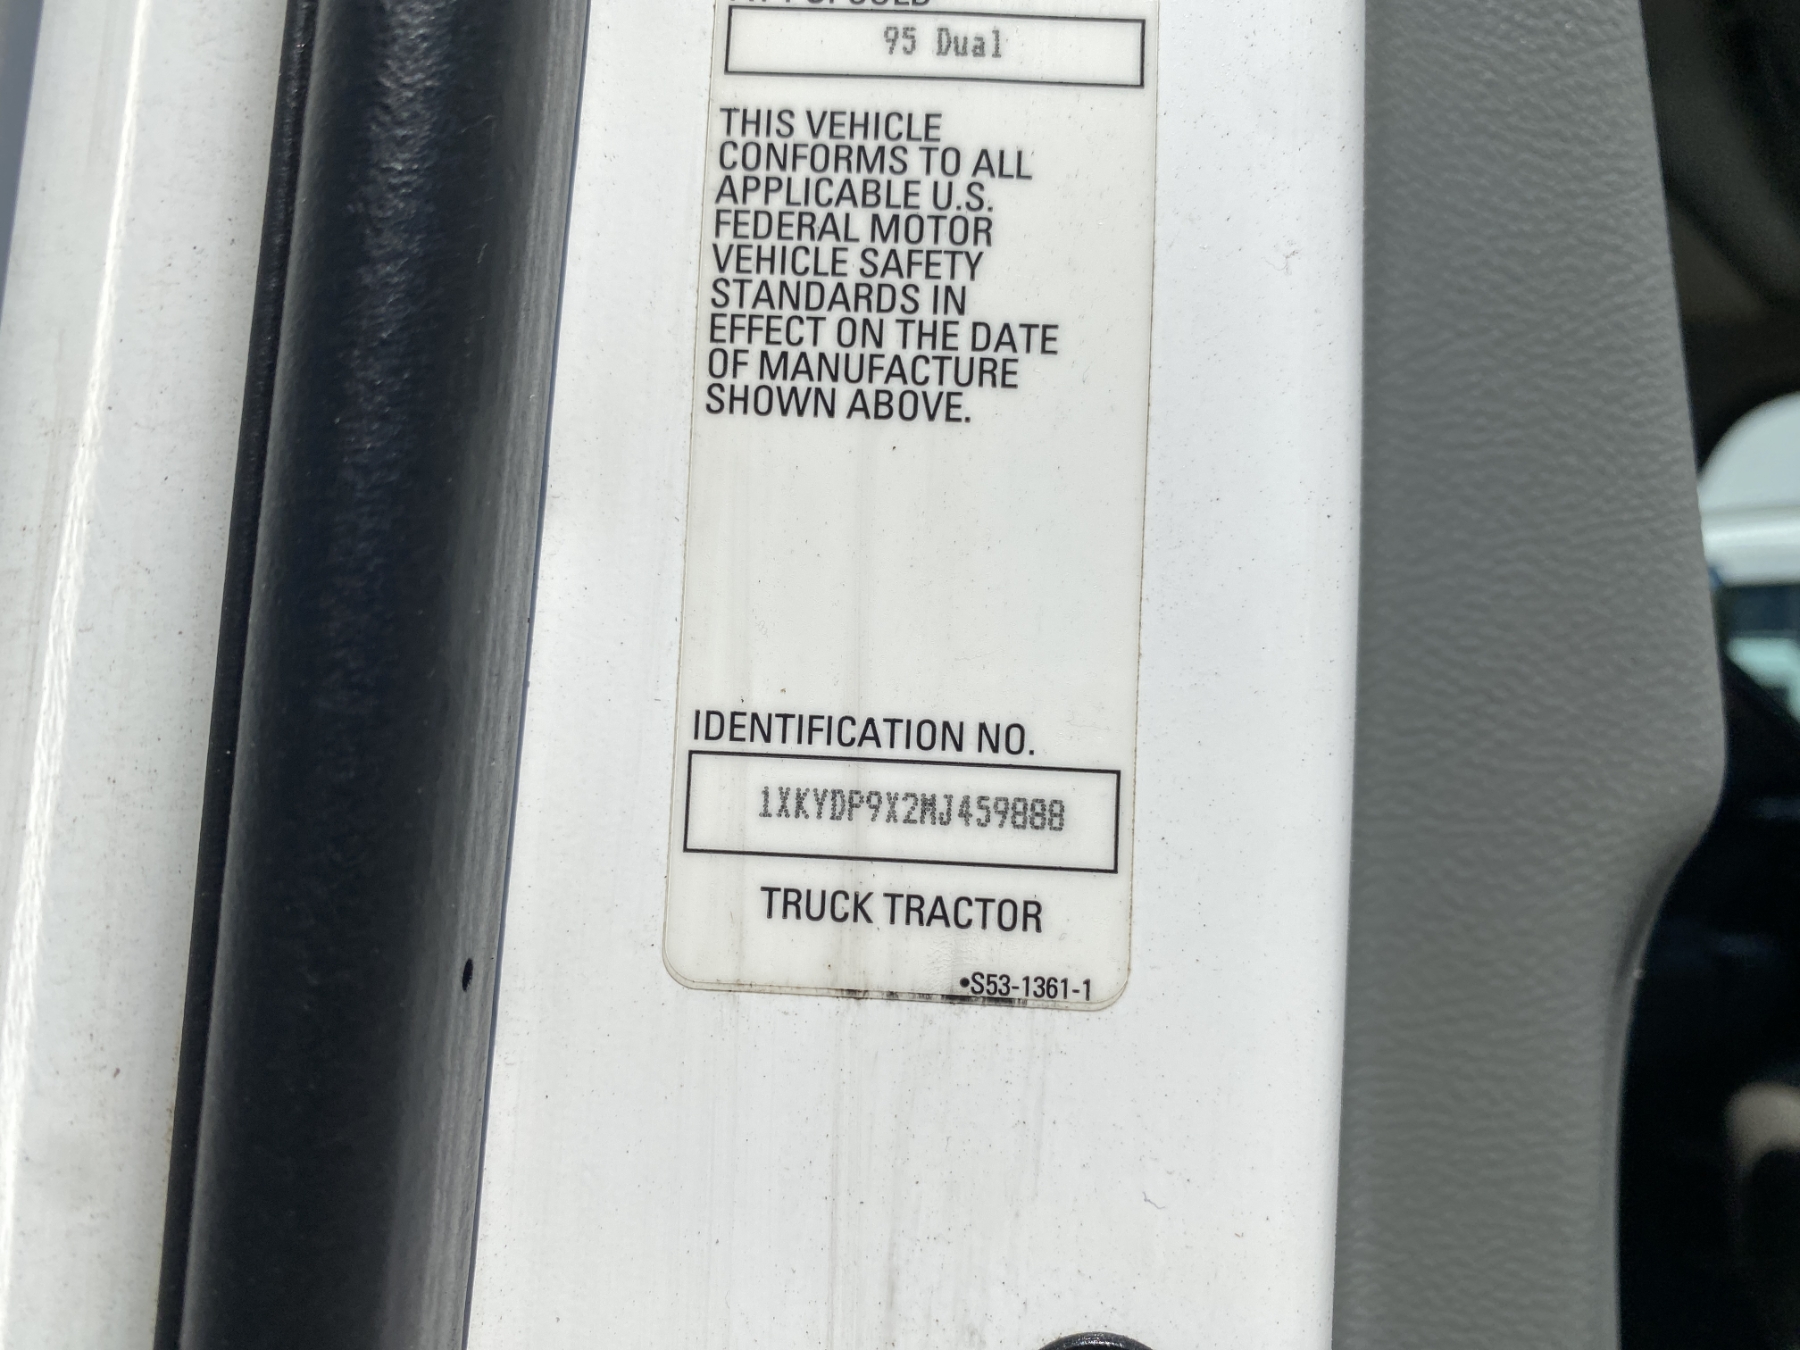 95 Dual
THIS VEHICLE
CONFORMS TO ALL
APPLICABLE U.S.
FEDERAL MOTOR
VEHICLE SAFETY
STANDARDS IN
EFFECT ON THE DATE
OF MANUFACTURE
SHOWN ABOVE.
IDENTIFICATION NO.
1XKYDP9X2MJ459888
TRUCK TRACTOR
•S53-1361-1